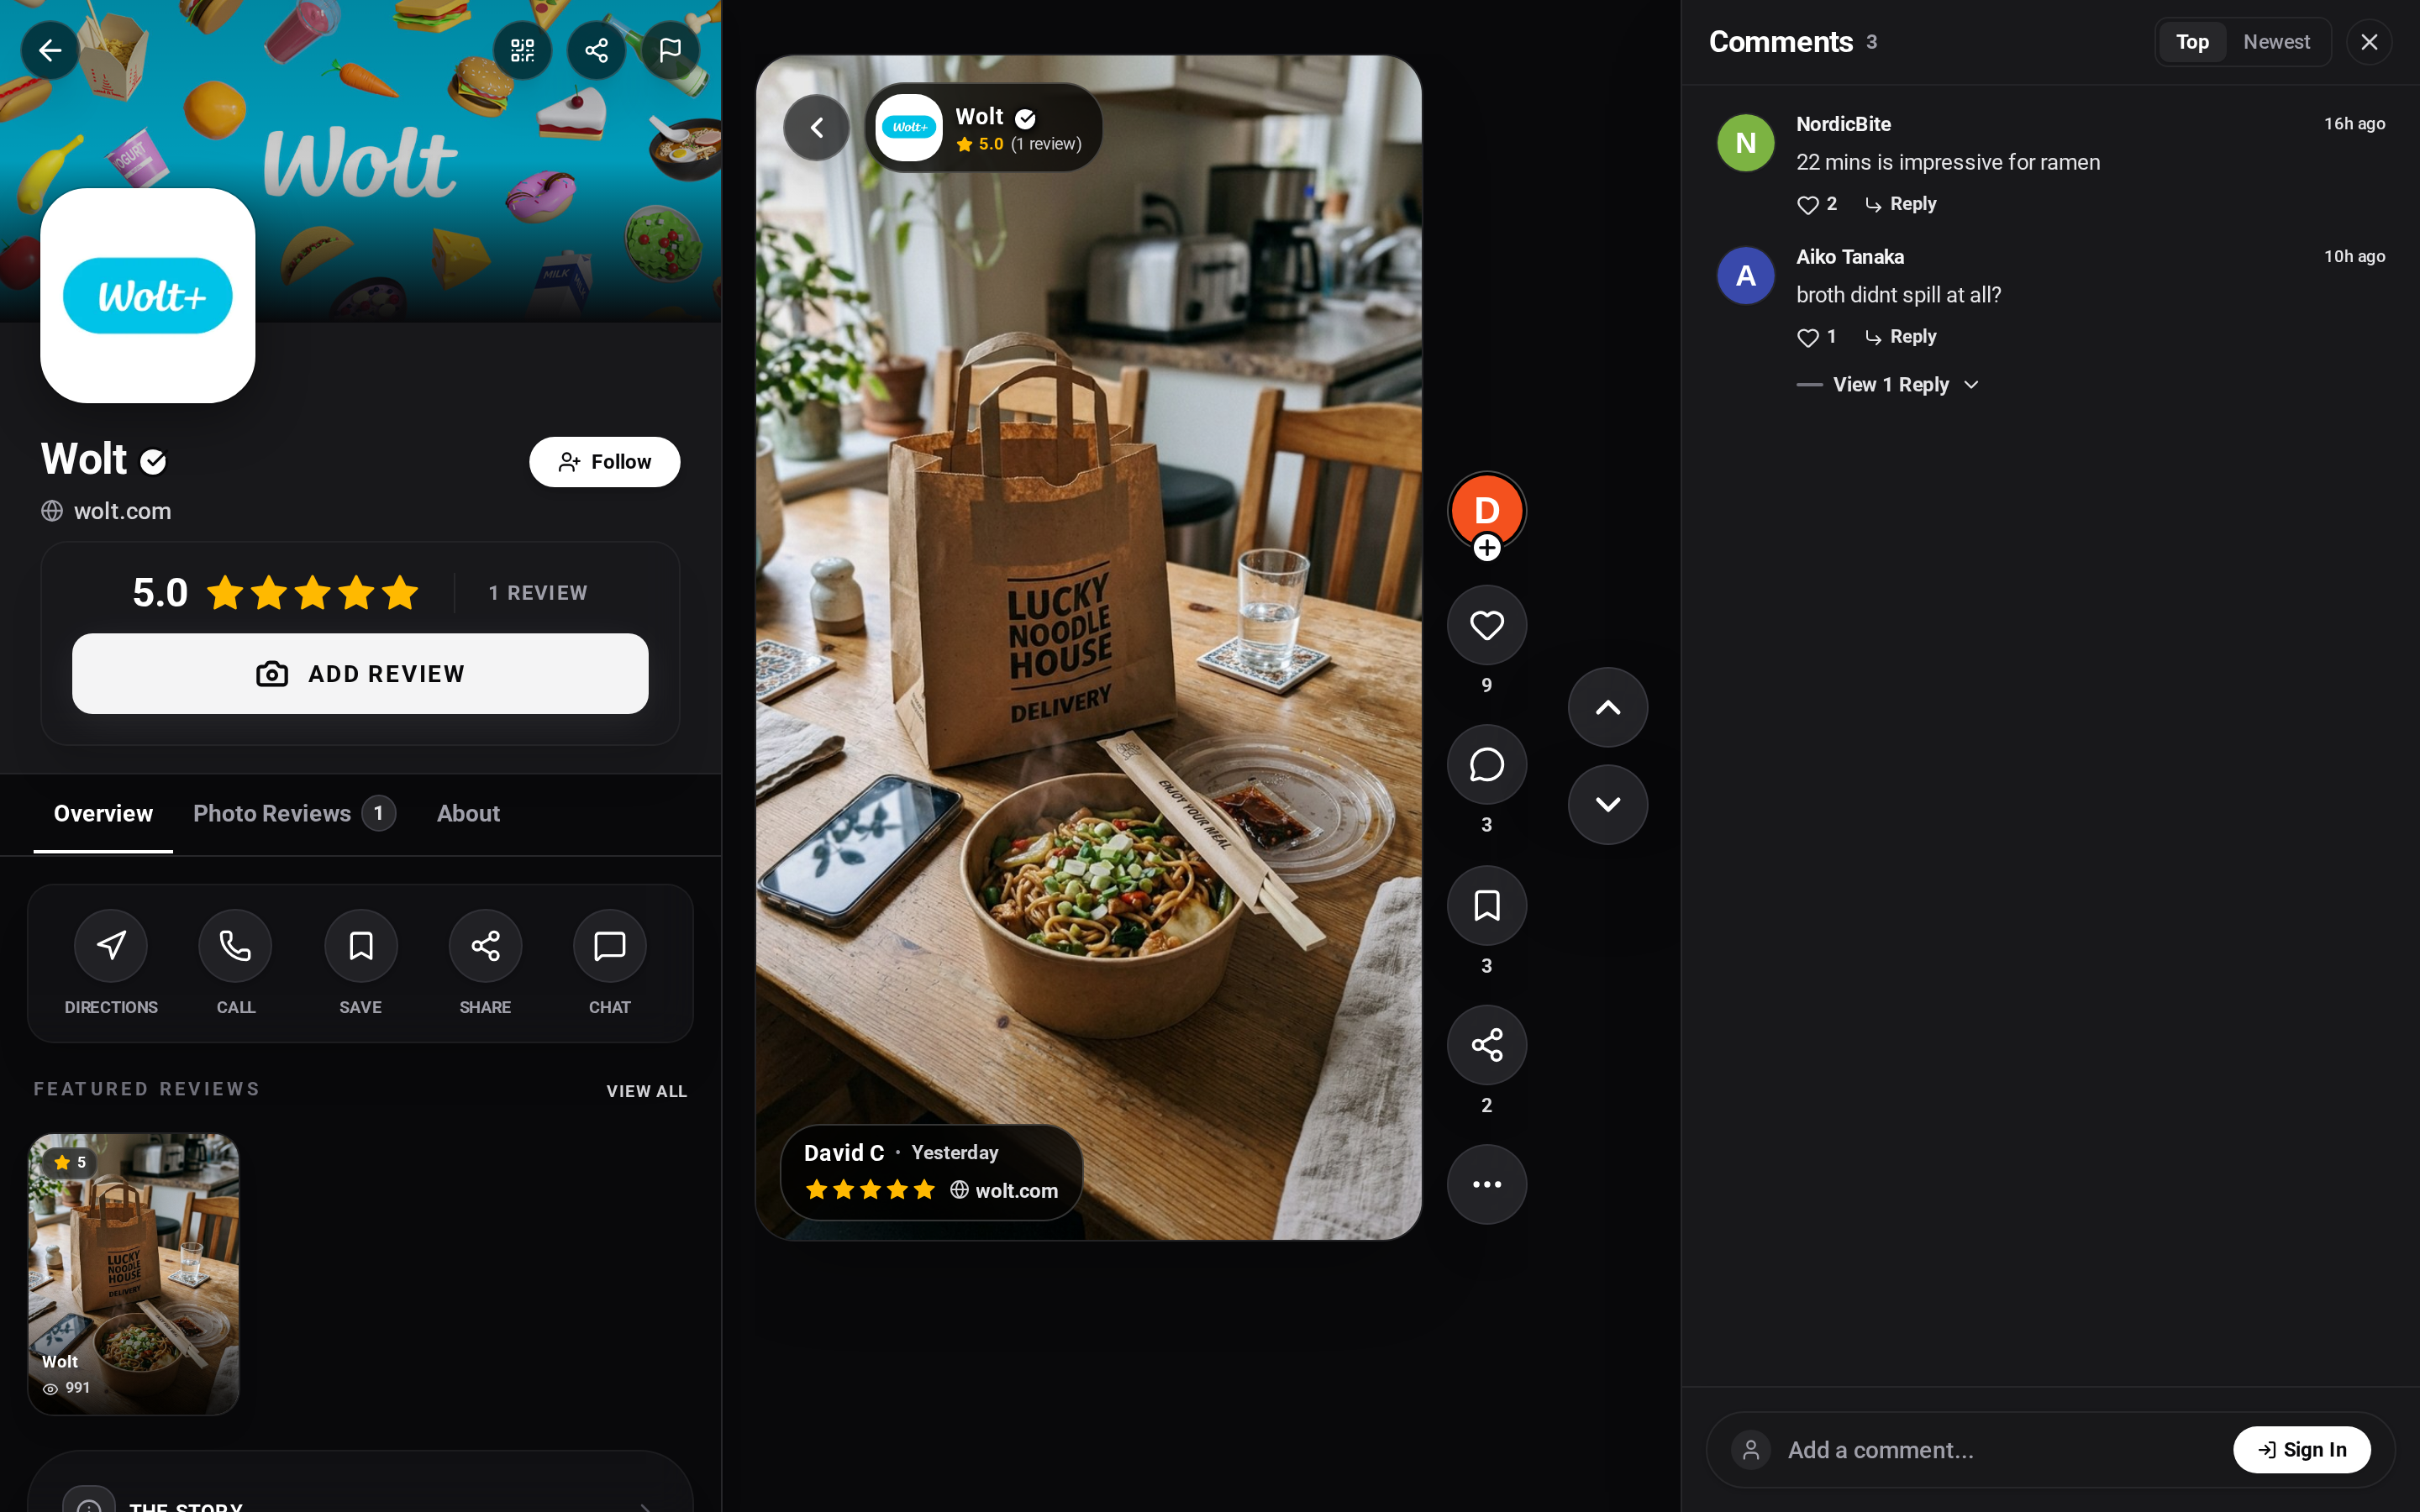 Wolt
YOGURT
MILK
Wolt+
Wolt
Follow
wolt.com
5.0
1 REVIEW
ADD REVIEW
Overview
Photo Reviews 1
About
DIRECTIONS
CALL
SAVE
SHARE
CHAT
FEATURED REVIEWS
VIEW ALL
5
LUCKY
NOODLE
HOUSE
DELIVERY
Wolt
991
THE STORY
Wolt+
Wolt
5.0 (1 review)
LUCKY
NOODLE
HOUSE
DELIVERY
ENJOY YOUR MEAL
David C · Yesterday
wolt.com
D
9
3
3
2
Comments 3
Top
Newest
N
NordicBite
16h ago
22 mins is impressive for ramen
2
Reply
A
Aiko Tanaka
10h ago
broth didnt spill at all?
1
Reply
View 1 Reply
Add a comment...
Sign In